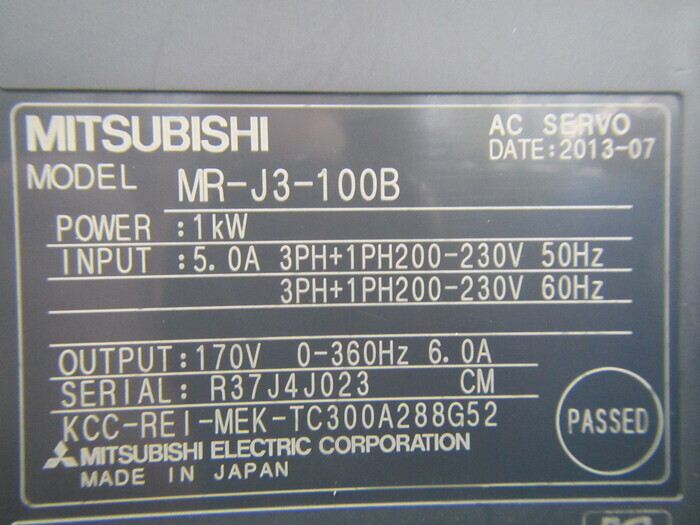 MITSUBISHI
AC SERVO
DATE:2013-07
MODEL MR-J3-100B
POWER :1kW
INPUT :5.0A 3PH+1PH200-230V 50Hz
3PH+1PH200-230V 60Hz
OUTPUT:170V 0-360Hz 6.0A
SERIAL: R37J4J023 CM
KCC-REI-MEK-TC300A288G52
PASSED
MITSUBISHI ELECTRIC CORPORATION
MADE IN JAPAN